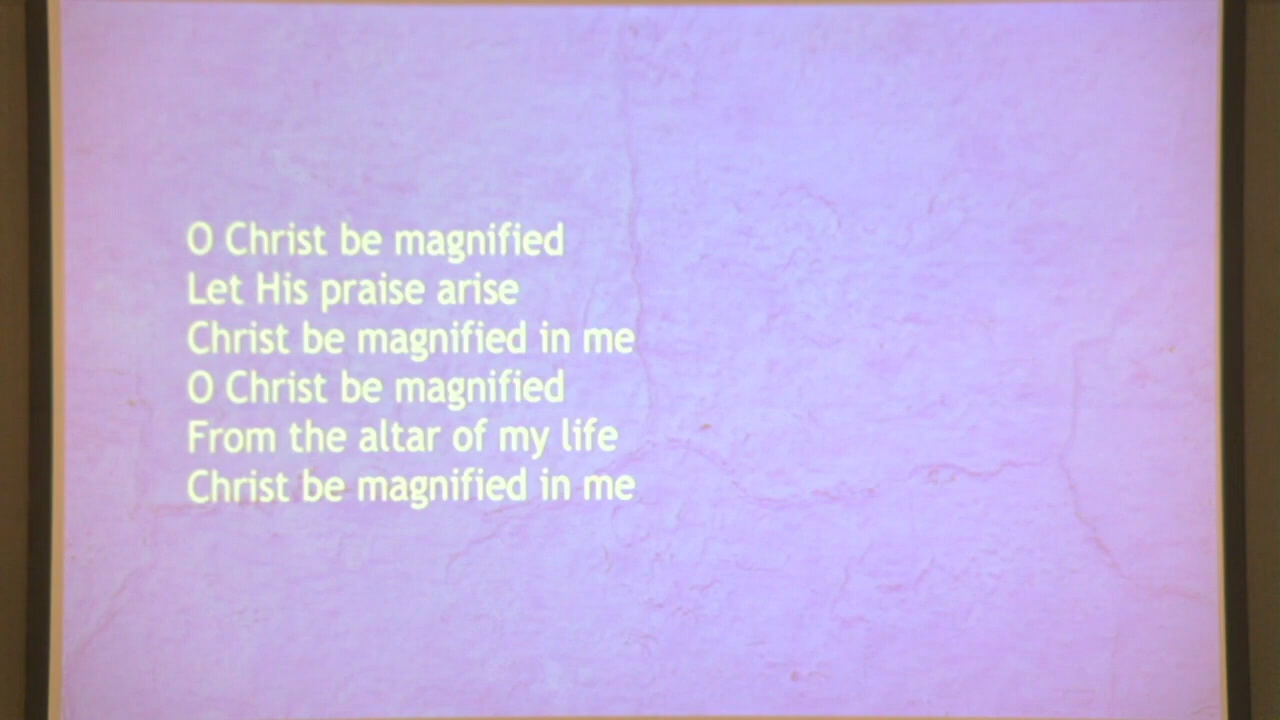 O Christ be magnified
Let His praise arise
Christ be magnified in me
O Christ be magnified
From the altar of my life
Christ be magnified in me